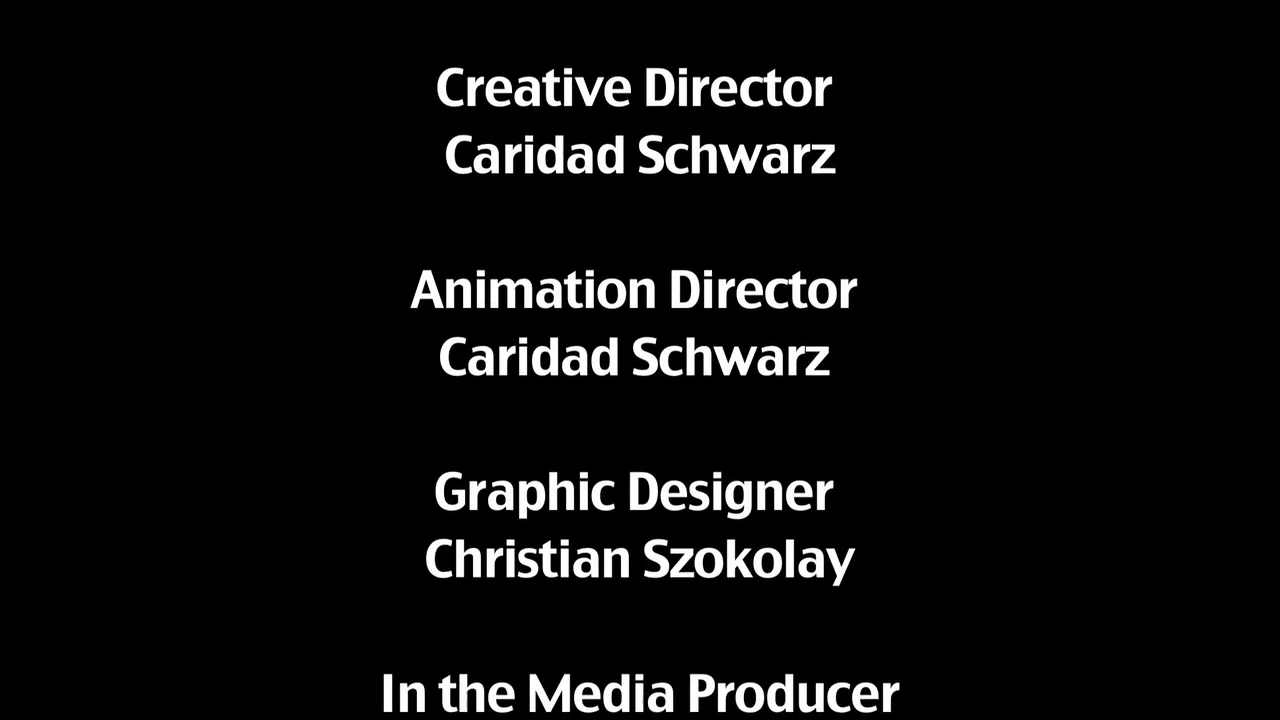 Creative Director
Caridad Schwarz
Animation Director
Caridad Schwarz
Graphic Designer
Christian Szokolay
In the Media Producer